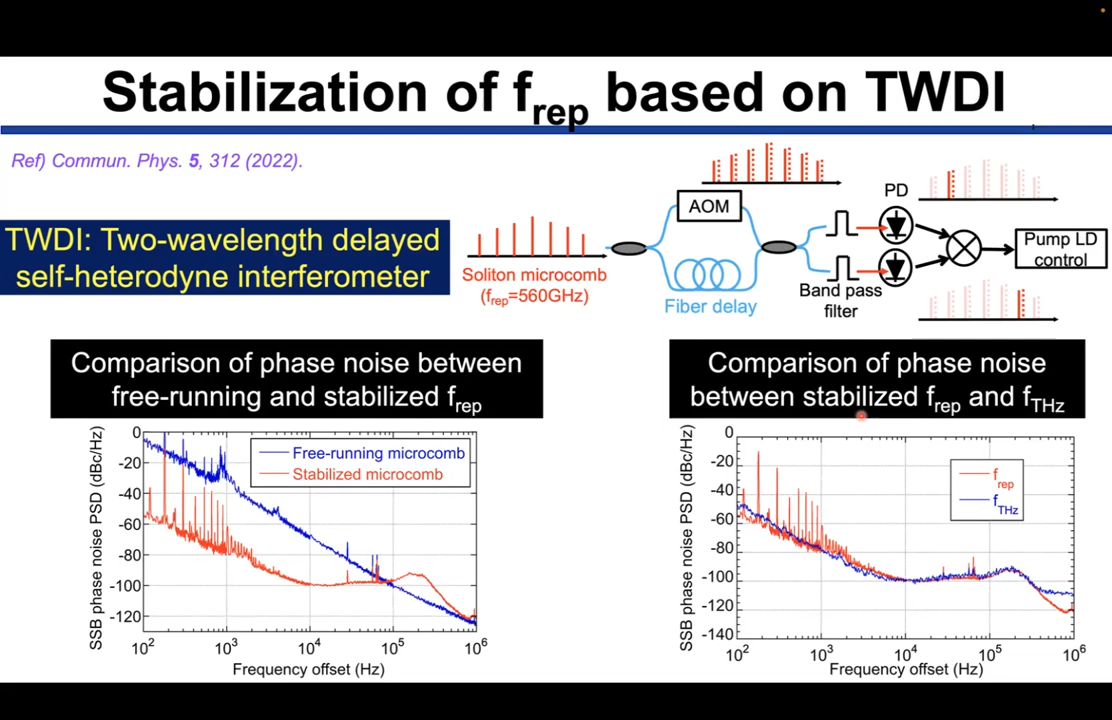 Stabilization of frep based on TWDI
Ref) Commun. Phys. 5, 312 (2022).
TWDI: Two-wavelength delayed
self-heterodyne interferometer
Soliton microcomb
(frep=560GHz)
AOM
Fiber delay
PD
Band pass
filter
Pump LD
control
Comparison of phase noise between
free-running and stabilized frep
SSB phase noise PSD (dBc/Hz)
0
-20
-40
-60
-80
-100
-120
Free-running microcomb
Stabilized microcomb
10² 10³ 10⁴ 10⁵ 10⁶
Frequency offset (Hz)
Comparison of phase noise
between stabilized frep and fTHz
SSB phase noise PSD (dBc/Hz)
0
-20
-40
-60
-80
-100
-120
-140
frep
fTHz
10² 10³ 10⁴ 10⁵ 10⁶
Frequency offset (Hz)